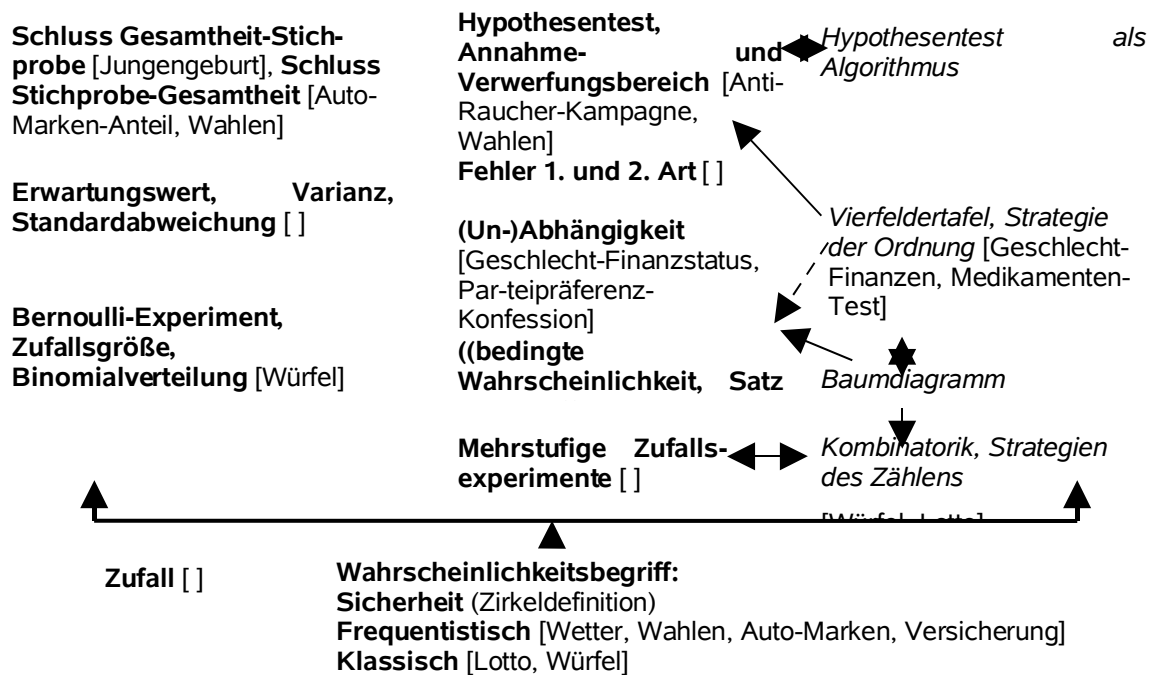 Schluss Gesamtheit-Stich-
probe [Jungengeburt], Schluss
Stichprobe-Gesamtheit [Auto-
Marken-Anteil, Wahlen]
Erwartungswert, Varianz,
Standardabweichung [ ]
Bernoulli-Experiment,
Zufallsgröße,
Binomialverteilung [Würfel]
Hypothesentest,
Annahme- und
Verwerfungsbereich [Anti-
Raucher-Kampagne,
Wahlen]
Fehler 1. und 2. Art [ ]
(Un-)Abhängigkeit
[Geschlecht-Finanzstatus,
Par-teipräferenz-
Konfession]
((bedingte
Wahrscheinlichkeit, Satz
Mehrstufige Zufalls-
experimente [ ]
Hypothesentest als
Algorithmus
Vierfeldertafel, Strategie
der Ordnung [Geschlecht-
Finanzen, Medikamenten-
Test]
Baumdiagramm
Kombinatorik, Strategien
des Zählens
[Würfel, Lotto]
Zufall [ ]
Wahrscheinlichkeitsbegriff:
Sicherheit (Zirkeldefinition)
Frequentistisch [Wetter, Wahlen, Auto-Marken, Versicherung]
Klassisch [Lotto, Würfel]